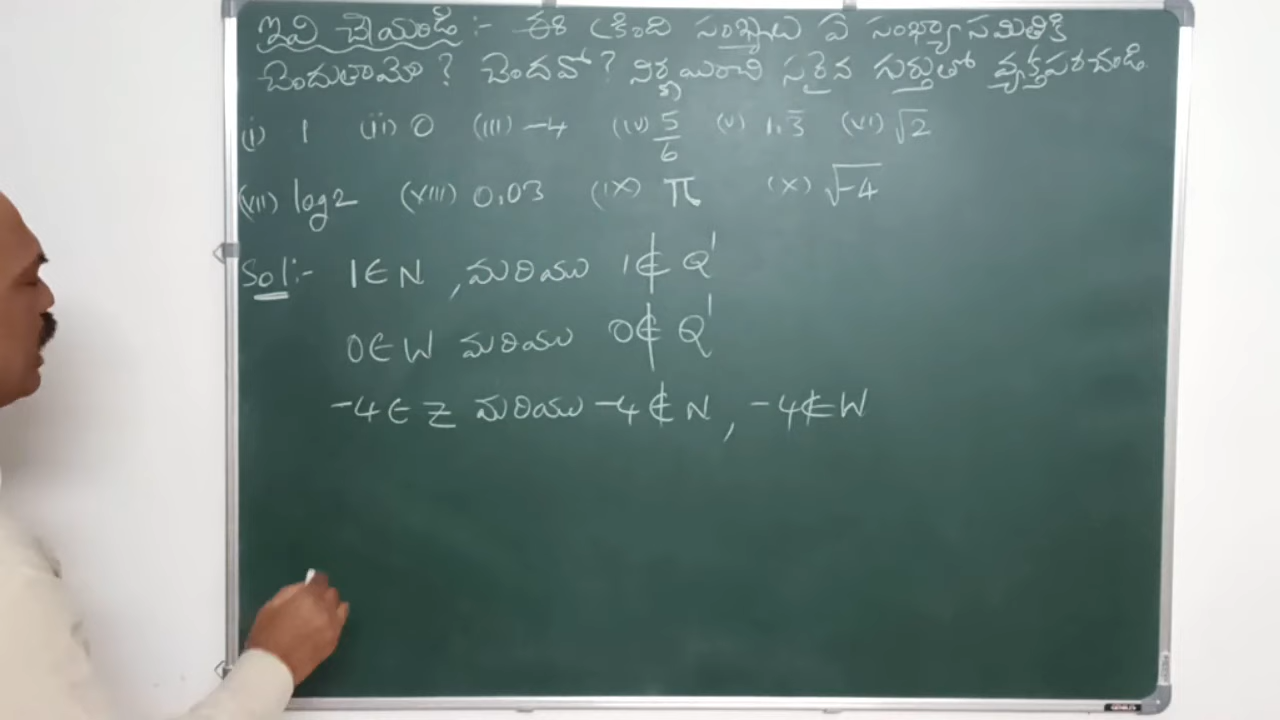 ఇవి చేయండి :- ఈ క్రింది సంఖ్యలు ఏ సంఖ్యా సమితికి
చెందుతాయో ? చెందవో ? నిర్ణయించి సరైన గుర్తుతో వ్యక్తపరచండి.
(i) 1 (ii) 0 (iii) -4 (iv) 5/6 (v) 1.3̅ (vi) √2
(vii) log2 (viii) 0.03 (ix) π (x) √-4
Sol:- 1∈N , మరియు 1∉Q'
0∈W మరియు 0∉Q'
-4∈Z మరియు -4∉N, -4∉W